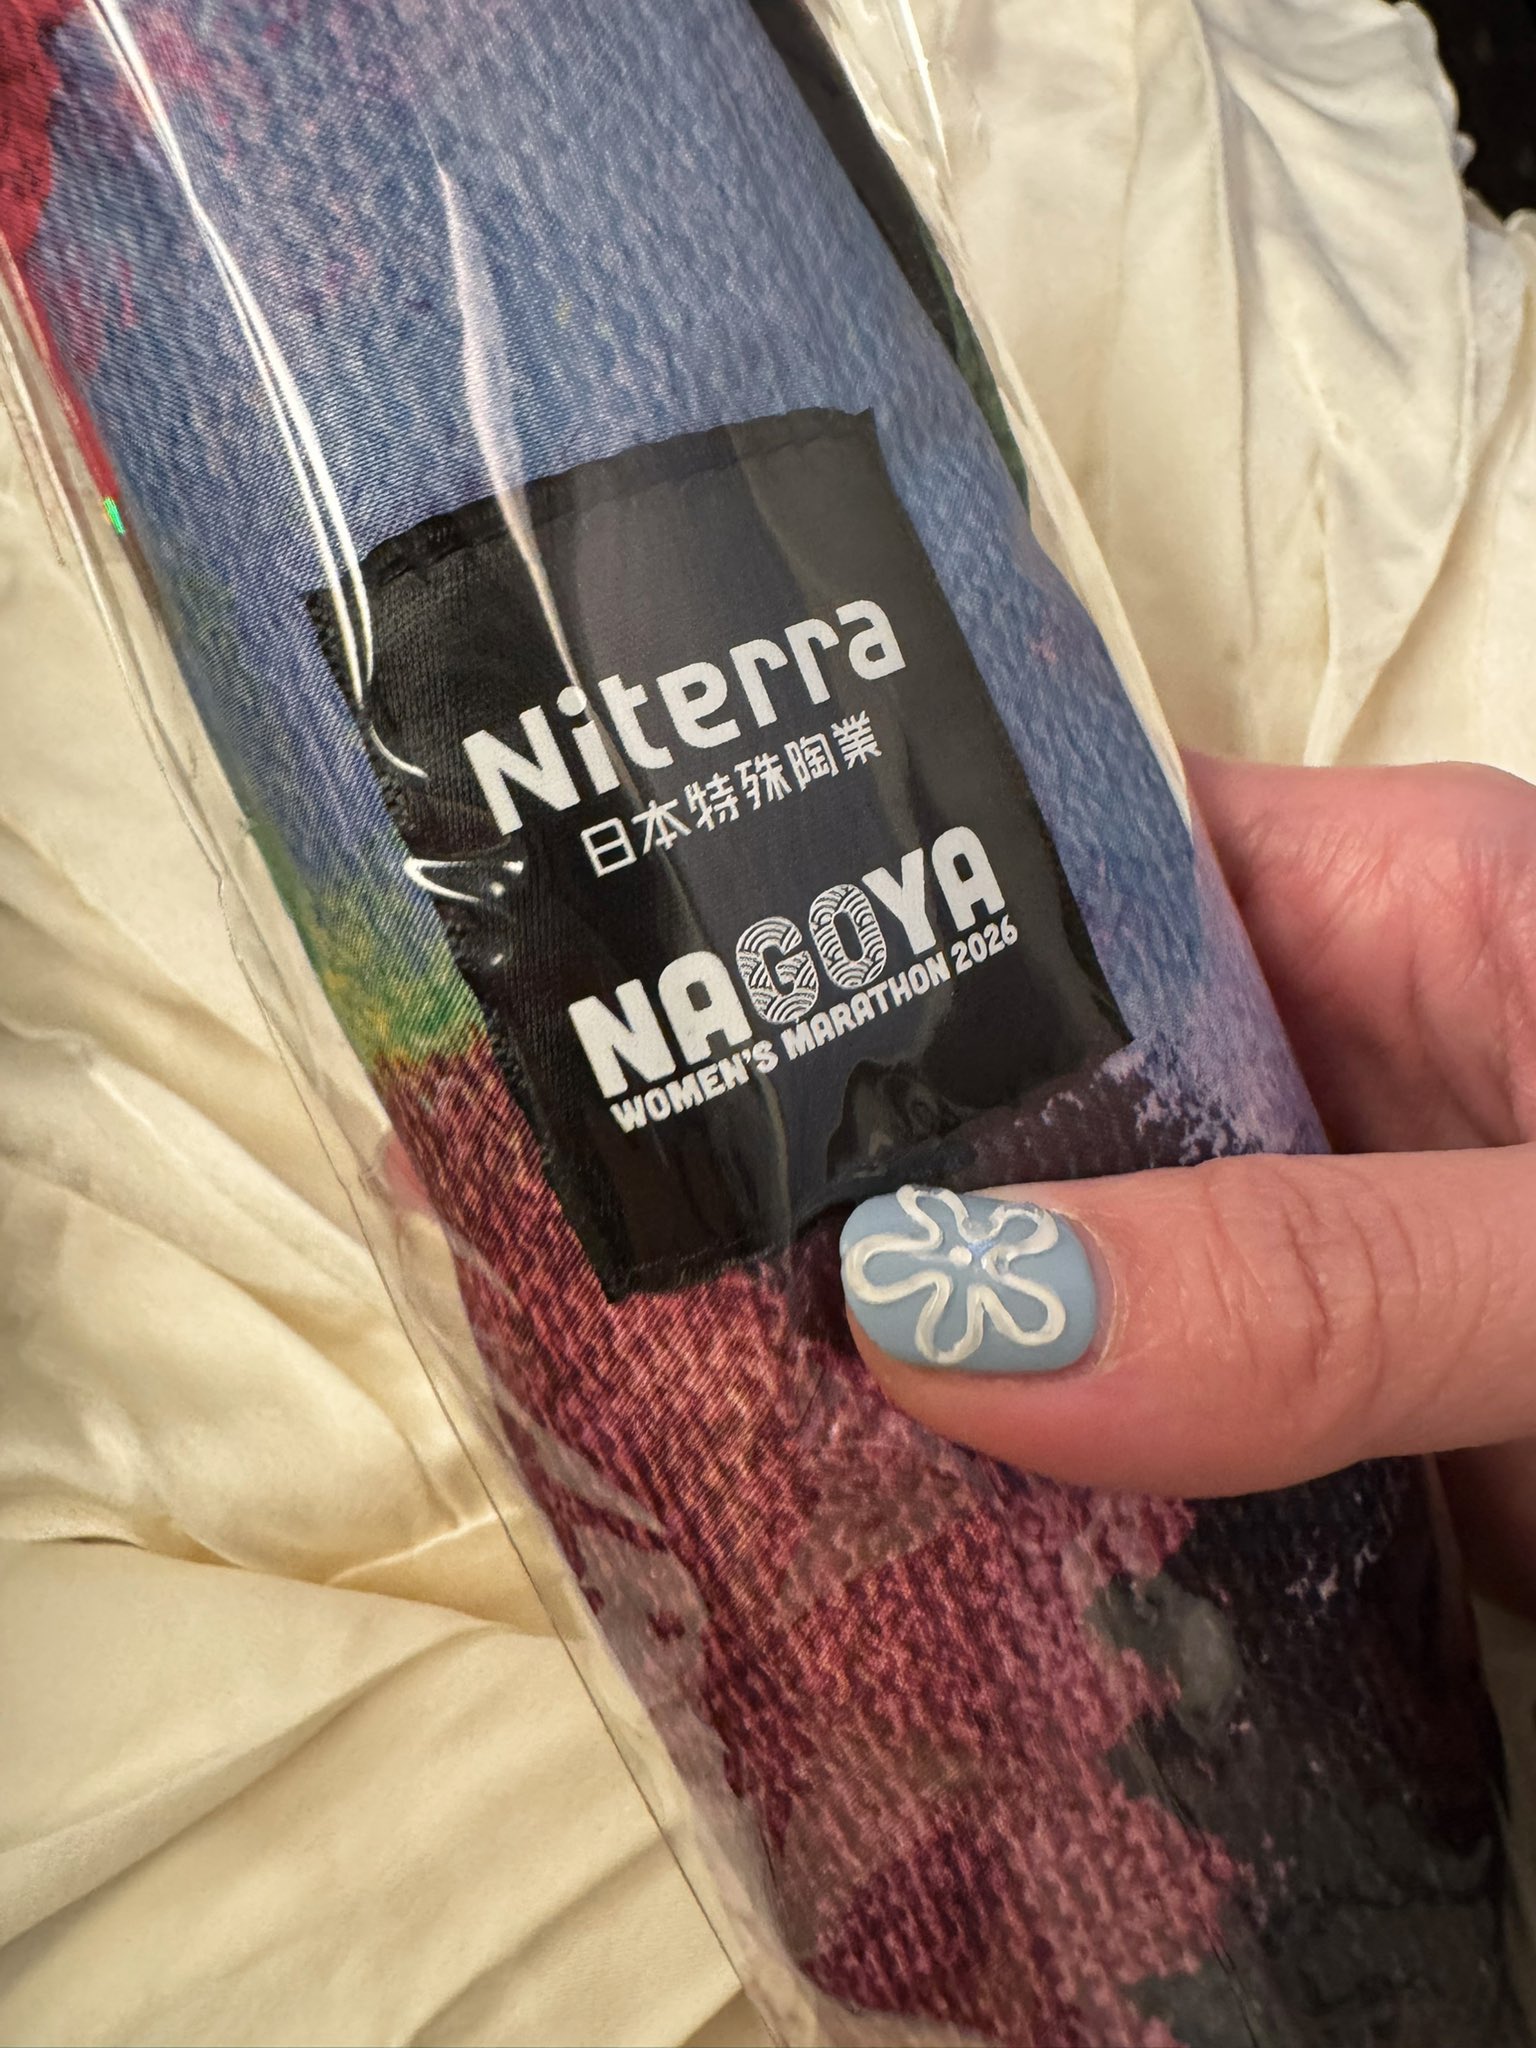 Niterra
日本特殊陶業
NAGOYA
WOMEN'S MARATHON 2026